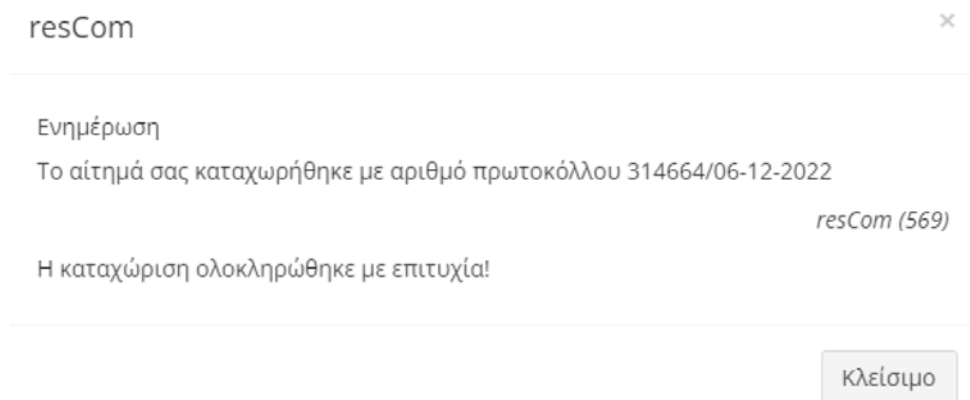 resCom
×
Ενημέρωση
Το αίτημά σας καταχωρήθηκε με αριθμό πρωτοκόλλου 314664/06-12-2022
resCom (569)
Η καταχώριση ολοκληρώθηκε με επιτυχία!
Κλείσιμο